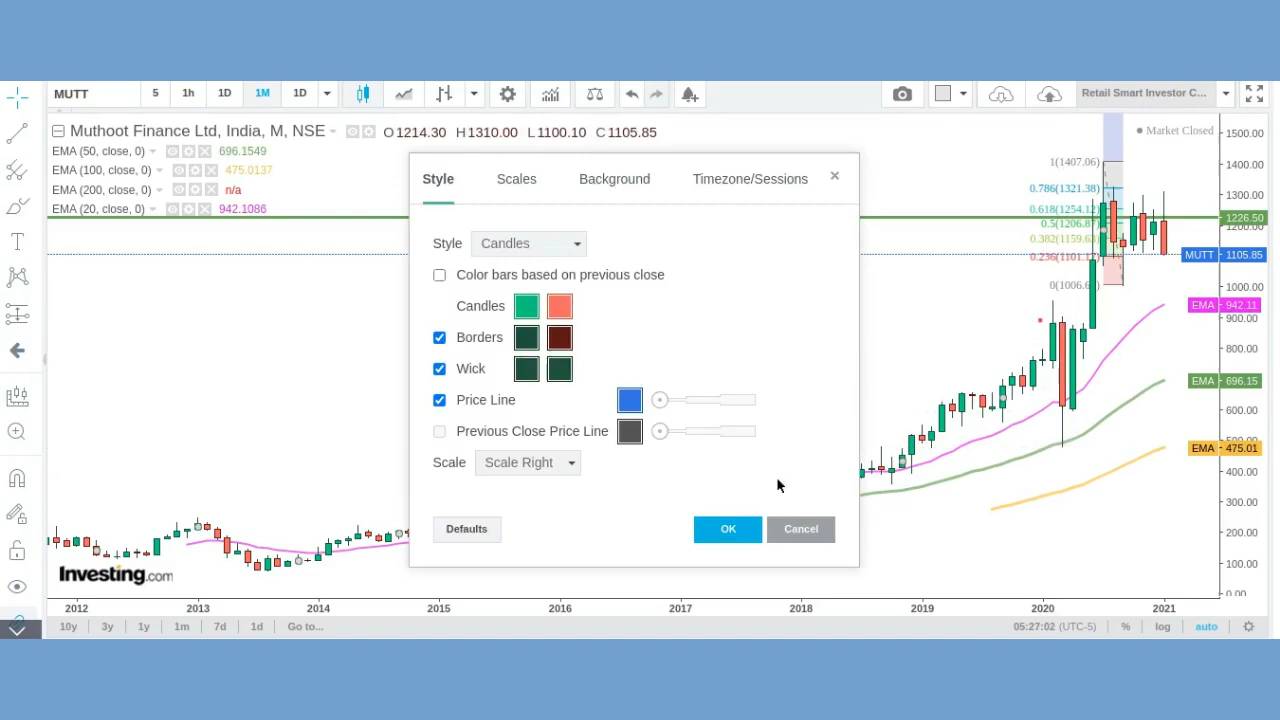 MUTT 5 1h 1D 1M 1D Retail Smart Investor C...
Muthoot Finance Ltd, India, M, NSE O 1214.30 H 1310.00 L 1100.10 C 1105.85
Market Closed
EMA (50, close, 0) 696.1549
EMA (100, close, 0) 475.0137
EMA (200, close, 0) n/a
EMA (20, close, 0) 942.1086
Style Scales Background Timezone/Sessions
Style Candles
Color bars based on previous close
Candles
Borders
Wick
Price Line
Previous Close Price Line
Scale Scale Right
Defaults OK Cancel
1(1407.06)
0.786(1321.38)
0.618(1254.12)
0.5(1206.87)
0.382(1159.63)
0.236(1101.17)
0(1006.6
1500.00
1400.00
1300.00
1226.50
1200.00
MUTT 1105.85
1000.00
EMA 942.11
900.00
800.00
EMA 696.15
600.00
EMA 475.01
400.00
300.00
200.00
100.00
0.00
Investing.com
2012 2013 2014 2015 2016 2017 2018 2019 2020 2021
10y 3y 1y 1m 7d 1d Go to... 05:27:02 (UTC-5) % log auto